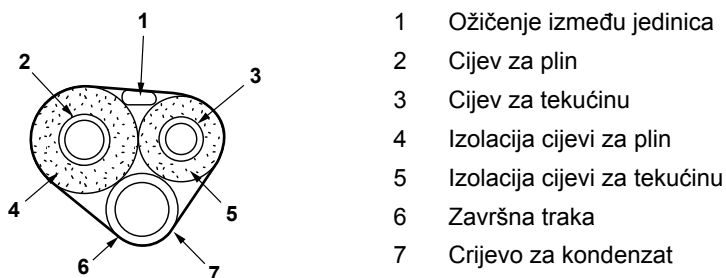 1
2
3
4
5
6
7
1 Ožičenje između jedinica
2 Cijev za plin
3 Cijev za tekućinu
4 Izolacija cijevi za plin
5 Izolacija cijevi za tekućinu
6 Završna traka
7 Crijevo za kondenzat